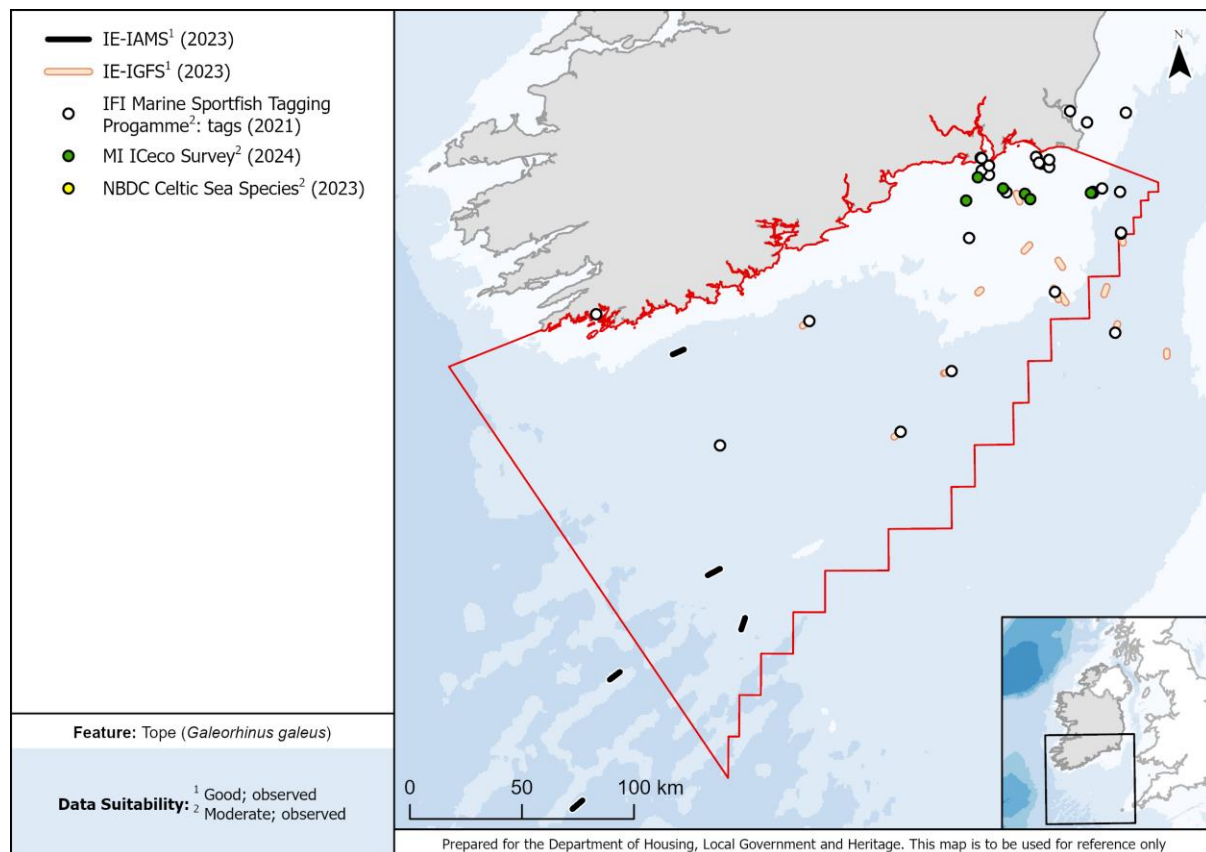 IE-IAMS¹ (2023)
IE-IGFS¹ (2023)
IFI Marine Sportfish Tagging
Progamme²: tags (2021)
MI ICeco Survey² (2024)
NBDC Celtic Sea Species² (2023)
Feature: Tope (Galeorhinus galeus)
Data Suitability: ¹ Good; observed
² Moderate; observed
N
0 50 100 km
Prepared for the Department of Housing, Local Government and Heritage. This map is to be used for reference only